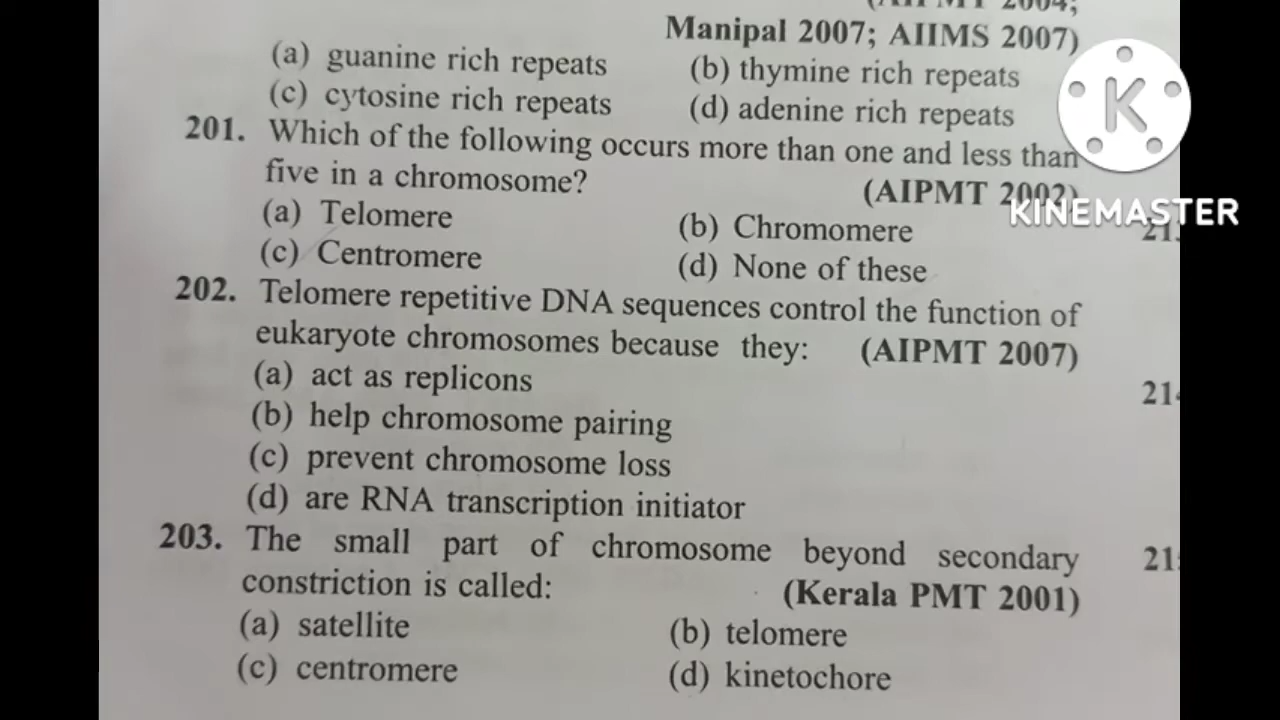 Manipal 2007; AIIMS 2007)
(a) guanine rich repeats (b) thymine rich repeats
(c) cytosine rich repeats (d) adenine rich repeats
201. Which of the following occurs more than one and less than
five in a chromosome? (AIPMT 2002)
(a) Telomere (b) Chromomere
(c) Centromere (d) None of these
202. Telomere repetitive DNA sequences control the function of
eukaryote chromosomes because they: (AIPMT 2007)
(a) act as replicons
(b) help chromosome pairing
(c) prevent chromosome loss
(d) are RNA transcription initiator
203. The small part of chromosome beyond secondary
constriction is called: (Kerala PMT 2001)
(a) satellite (b) telomere
(c) centromere (d) kinetochore
K
KINEMASTER